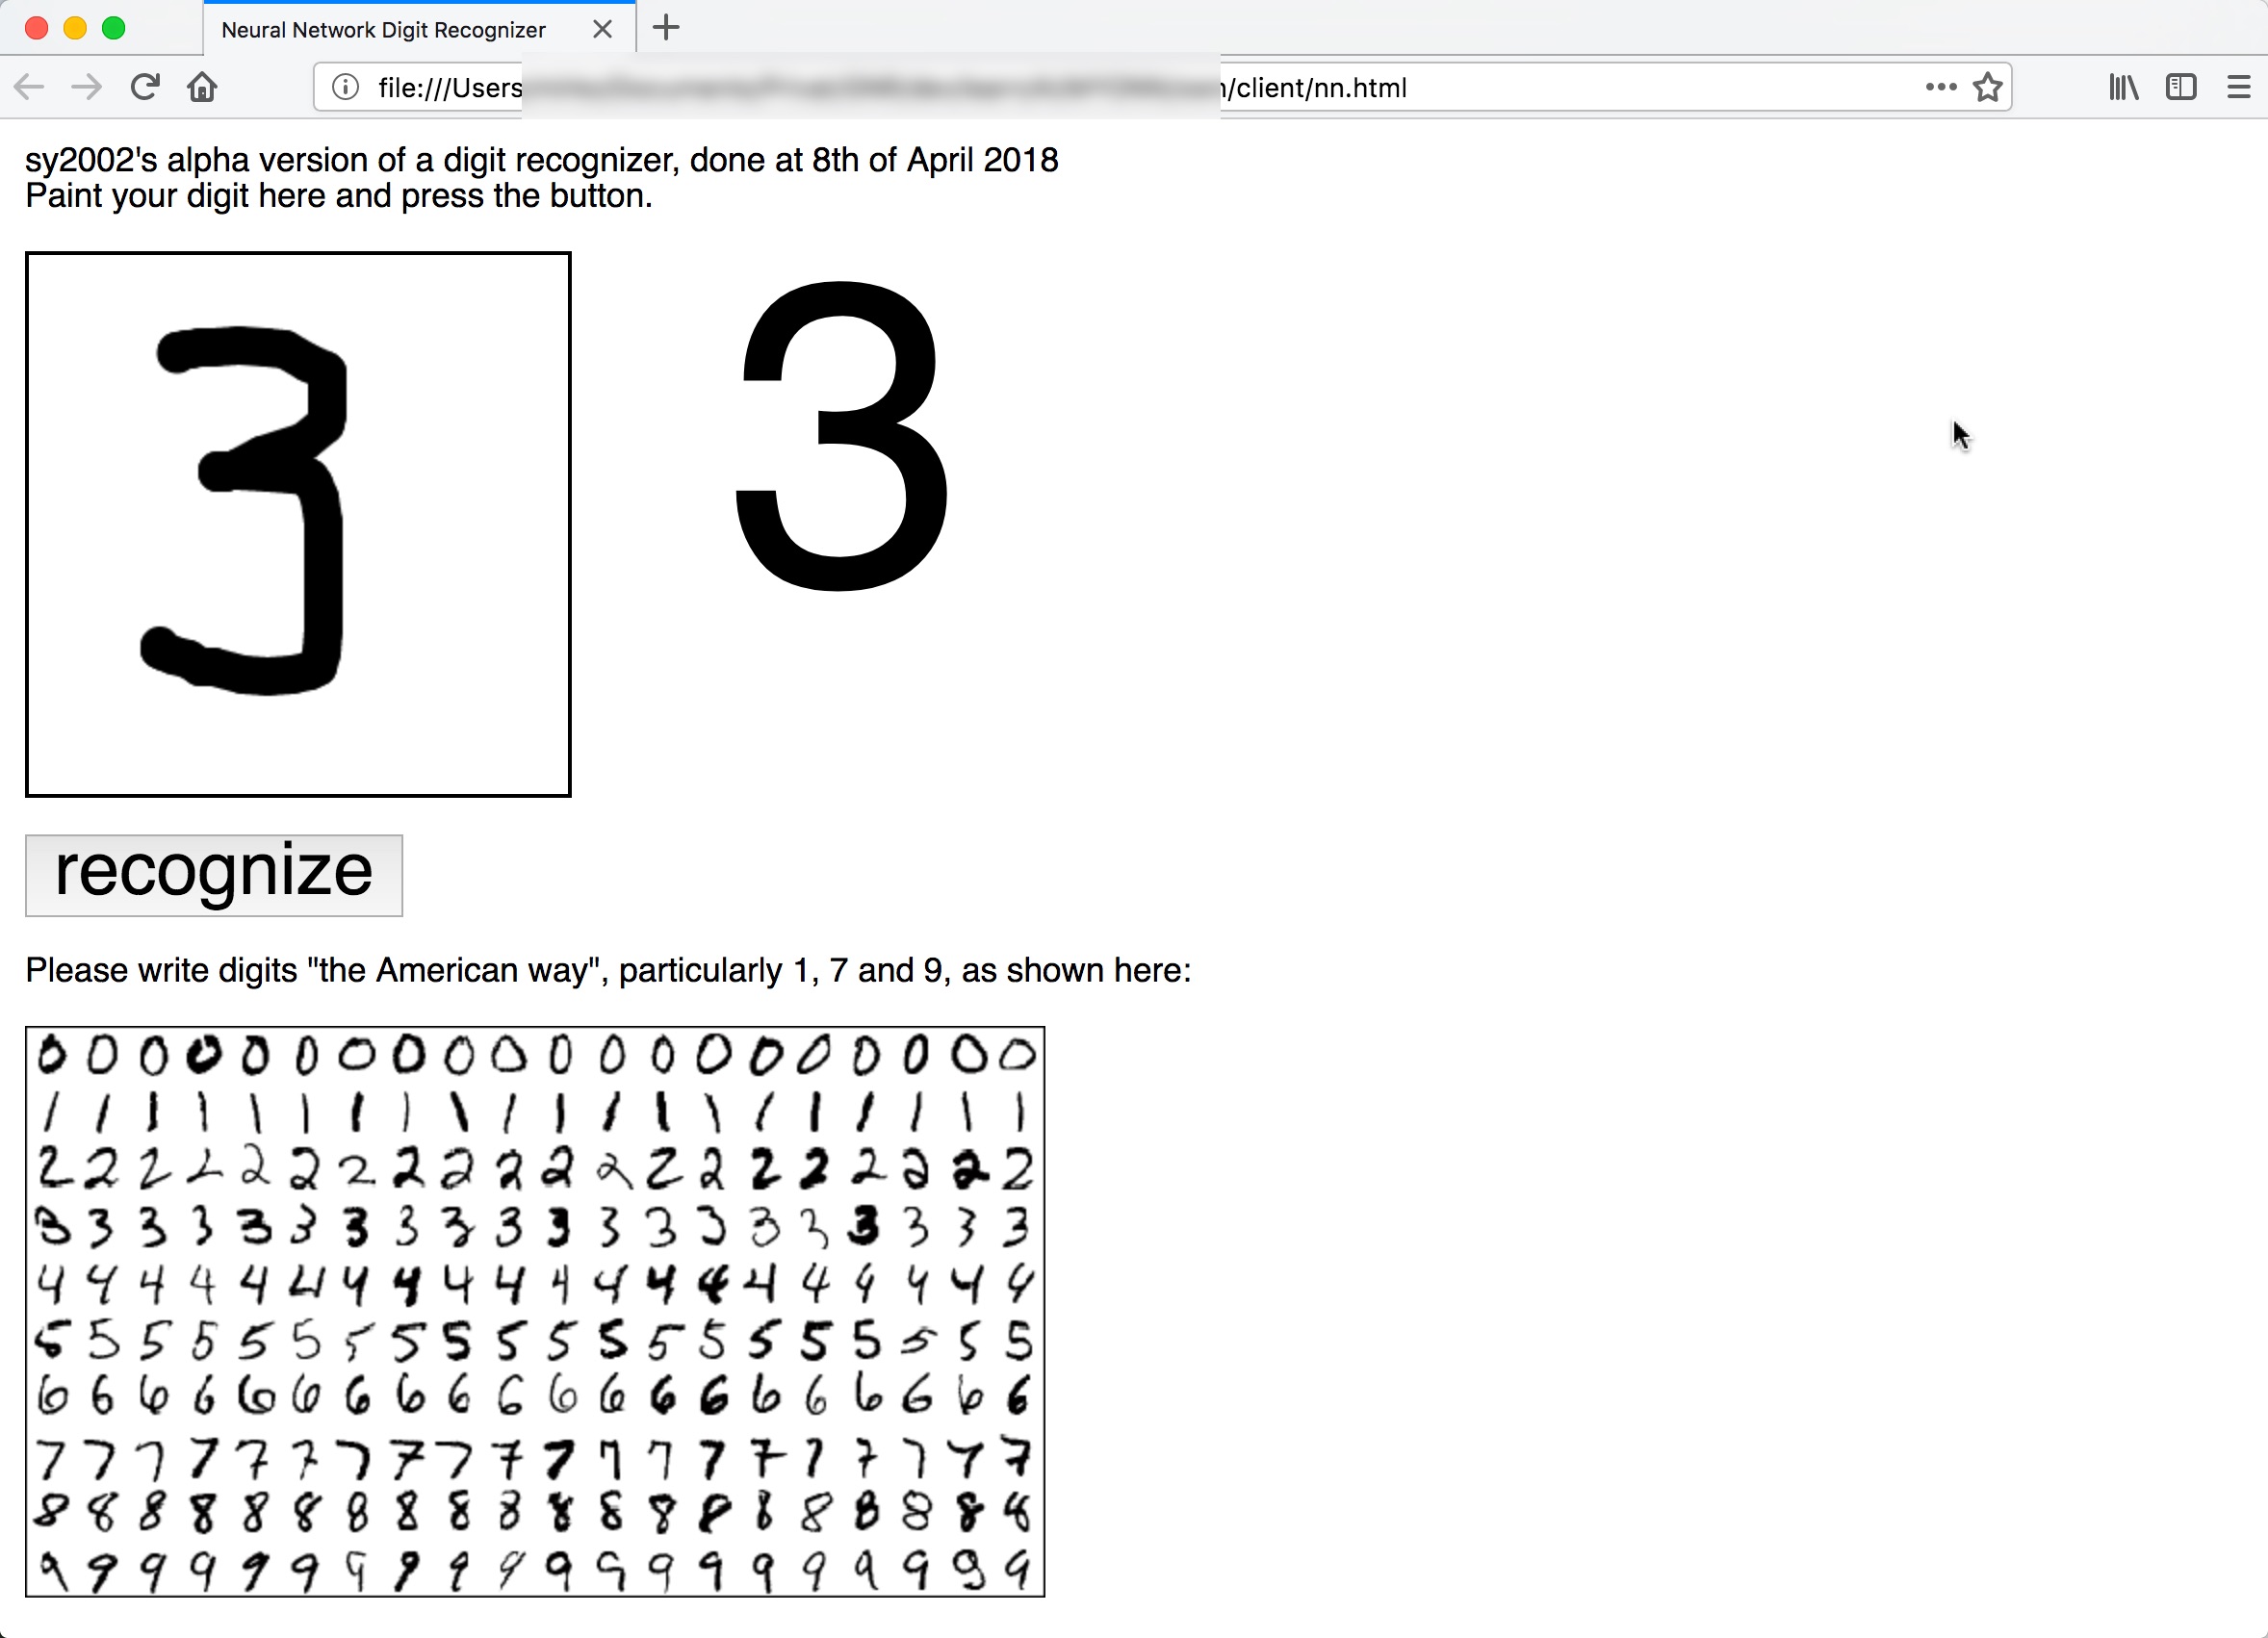 Neural Network Digit Recognizer
file:///Users /client/nn.html
sy2002's alpha version of a digit recognizer, done at 8th of April 2018
Paint your digit here and press the button.
3 3
recognize
Please write digits "the American way", particularly 1, 7 and 9, as shown here:
0 0 0 0 0 0 0 0 0 0 0 0 0 0 0 0 0 0 0 0
1 1 1 1 1 1 1 1 1 1 1 1 1 1 1 1 1 1 1 1
2 2 2 2 2 2 2 2 2 2 2 2 2 2 2 2 2 2 2 2
3 3 3 3 3 3 3 3 3 3 3 3 3 3 3 3 3 3 3 3
4 4 4 4 4 4 4 4 4 4 4 4 4 4 4 4 4 4 4 4
5 5 5 5 5 5 5 5 5 5 5 5 5 5 5 5 5 5 5 5
6 6 6 6 6 6 6 6 6 6 6 6 6 6 6 6 6 6 6 6
7 7 7 7 7 7 7 7 7 7 7 7 7 7 7 7 7 7 7 7
8 8 8 8 8 8 8 8 8 8 8 8 8 8 8 8 8 8 8 8
9 9 9 9 9 9 9 9 9 9 9 9 9 9 9 9 9 9 9 9